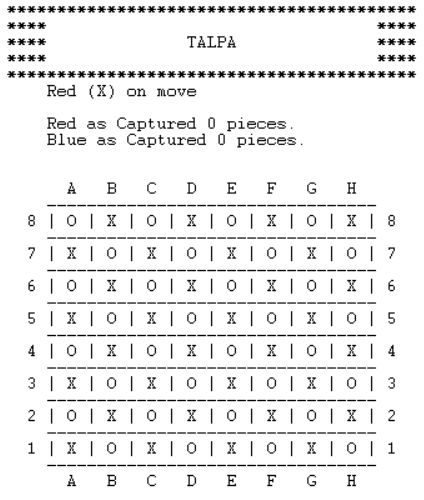 *******************************************
**** ****
**** TALPA ****
**** ****
*******************************************
Red (X) on move
Red as Captured 0 pieces.
Blue as Captured 0 pieces.
A B C D E F G H
8 | O | X | O | X | O | X | O | X | 8
7 | X | O | X | O | X | O | X | O | 7
6 | O | X | O | X | O | X | O | X | 6
5 | X | O | X | O | X | O | X | O | 5
4 | O | X | O | X | O | X | O | X | 4
3 | X | O | X | O | X | O | X | O | 3
2 | O | X | O | X | O | X | O | X | 2
1 | X | O | X | O | X | O | X | O | 1
A B C D E F G H